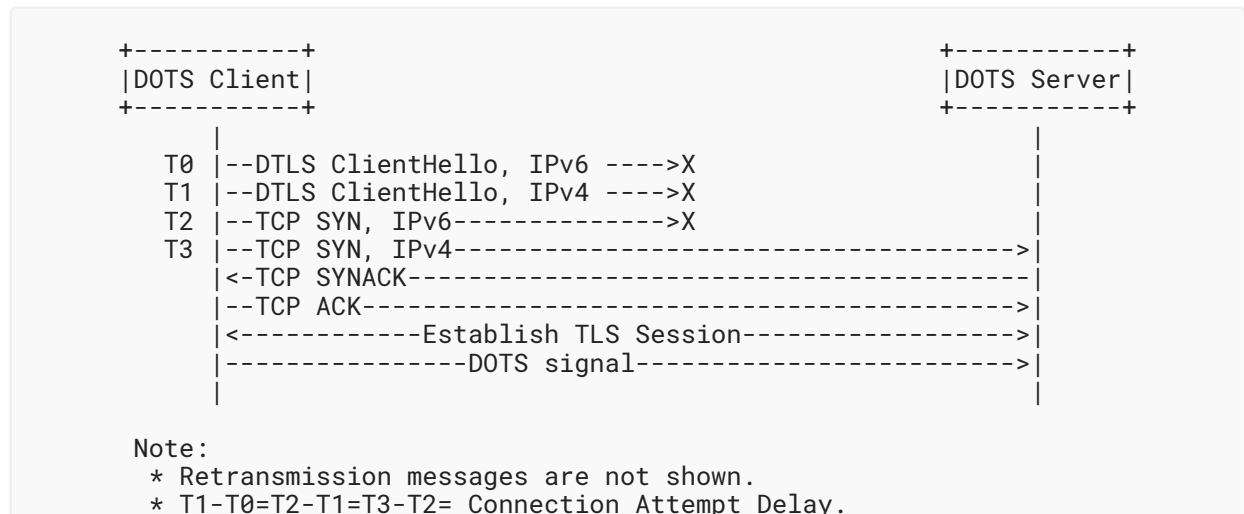 +-----------+                                    +-----------+
|DOTS Client|                                    |DOTS Server|
+-----------+                                    +-----------+
      |                                                |
   T0 |--DTLS ClientHello, IPv6 ---->X                 |
   T1 |--DTLS ClientHello, IPv4 ---->X                 |
   T2 |--TCP SYN, IPv6-------------->X                 |
   T3 |--TCP SYN, IPv4--------------------------------->|
      |<-TCP SYNACK------------------------------------|
      |--TCP ACK-------------------------------------->|
      |<------------Establish TLS Session---------------->|
      |----------------DOTS signal----------------------->|
      |                                                |
Note:
* Retransmission messages are not shown.
* T1-T0=T2-T1=T3-T2= Connection Attempt Delay.